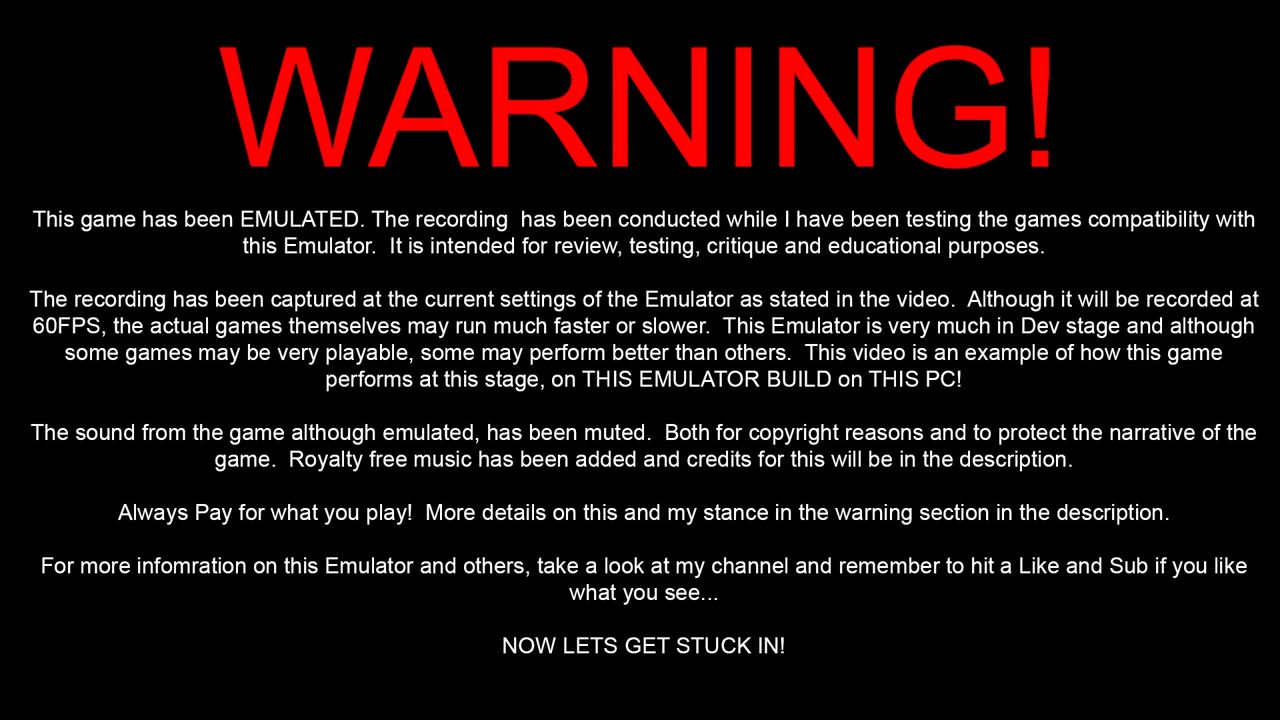 WARNING!
This game has been EMULATED. The recording  has been conducted while I have been testing the games compatibility with
this Emulator.  It is intended for review, testing, critique and educational purposes.
The recording has been captured at the current settings of the Emulator as stated in the video.  Although it will be recorded at
60FPS, the actual games themselves may run much faster or slower.  This Emulator is very much in Dev stage and although
some games may be very playable, some may perform better than others.  This video is an example of how this game
performs at this stage, on THIS EMULATOR BUILD on THIS PC!
The sound from the game although emulated, has been muted.  Both for copyright reasons and to protect the narrative of the
game.  Royalty free music has been added and credits for this will be in the description.
Always Pay for what you play!  More details on this and my stance in the warning section in the description.
For more infomration on this Emulator and others, take a look at my channel and remember to hit a Like and Sub if you like
what you see...
NOW LETS GET STUCK IN!